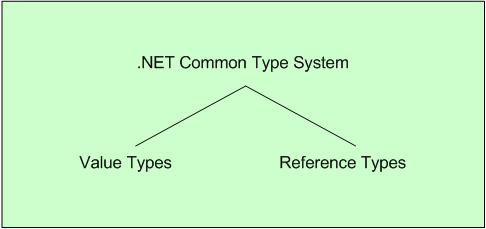 .NET Common Type System
Value Types
Reference Types